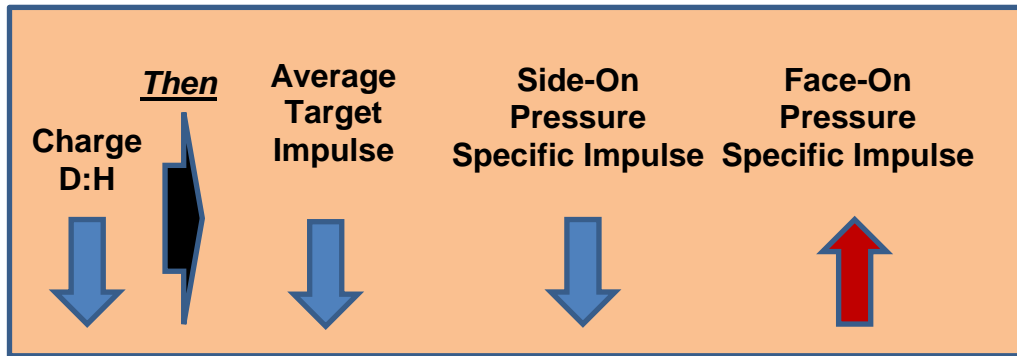 Charge
D:H
Then
Average
Target
Impulse
Side-On
Pressure
Specific Impulse
Face-On
Pressure
Specific Impulse